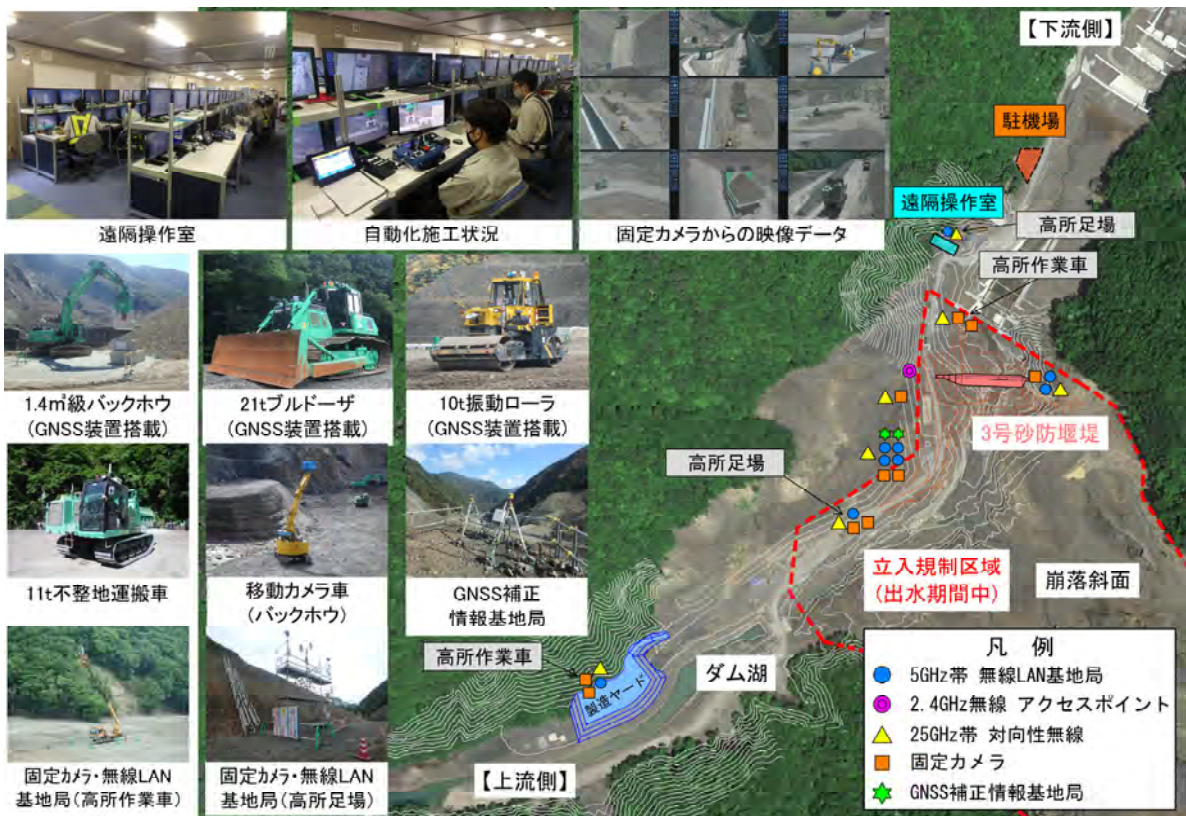 遠隔操作室
自動化施工状況
固定カメラからの映像データ
1.4㎥級バックホウ
(GNSS装置搭載)
21tブルドーザ
(GNSS装置搭載)
10t振動ローラ
(GNSS装置搭載)
11t不整地運搬車
移動カメラ車
(バックホウ)
GNSS補正
情報基地局
固定カメラ・無線LAN
基地局(高所作業車)
固定カメラ・無線LAN
基地局(高所足場)
【下流側】
駐機場
遠隔操作室
高所足場
高所作業車
3号砂防堰堤
高所足場
立入規制区域
(出水期間中)
崩落斜面
高所作業車
製造ヤード
ダム湖
【上流側】
凡　例
5GHz帯 無線LAN基地局
2.4GHz無線 アクセスポイント
25GHz帯 対向性無線
固定カメラ
GNSS補正情報基地局